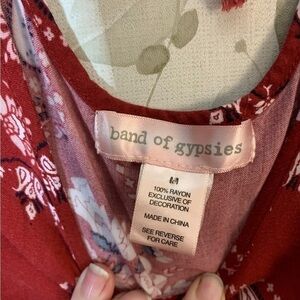 band of gypsies
M
100% RAYON
EXCLUSIVE OF
DECORATION
MADE IN CHINA
SEE REVERSE
FOR CARE